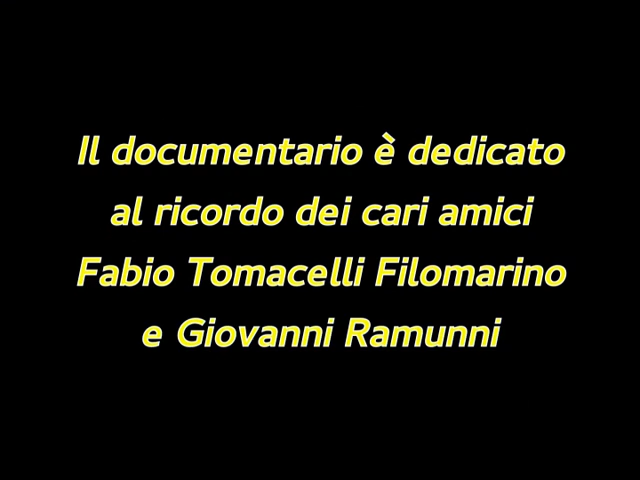 Il documentario è dedicato
al ricordo dei cari amici
Fabio Tomacelli Filomarino
e Giovanni Ramunni